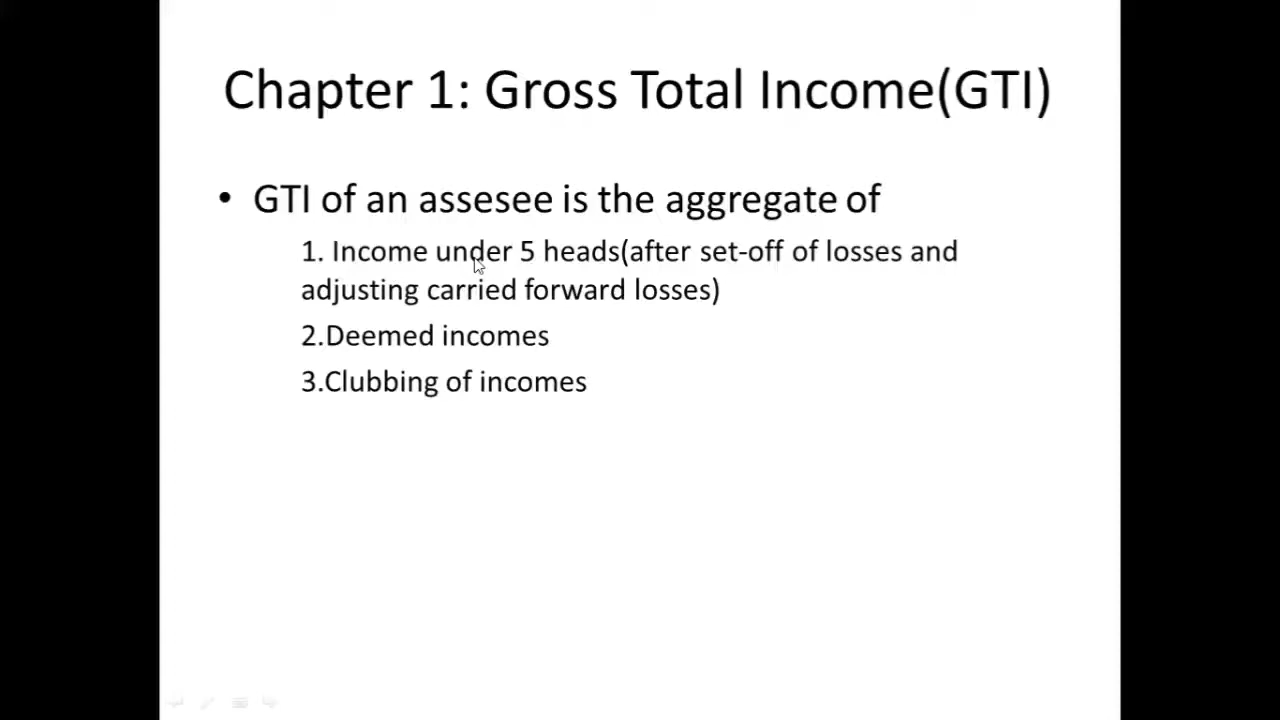 Chapter 1: Gross Total Income(GTI)
• GTI of an assesee is the aggregate of
1. Income under 5 heads(after set-off of losses and
adjusting carried forward losses)
2.Deemed incomes
3.Clubbing of incomes